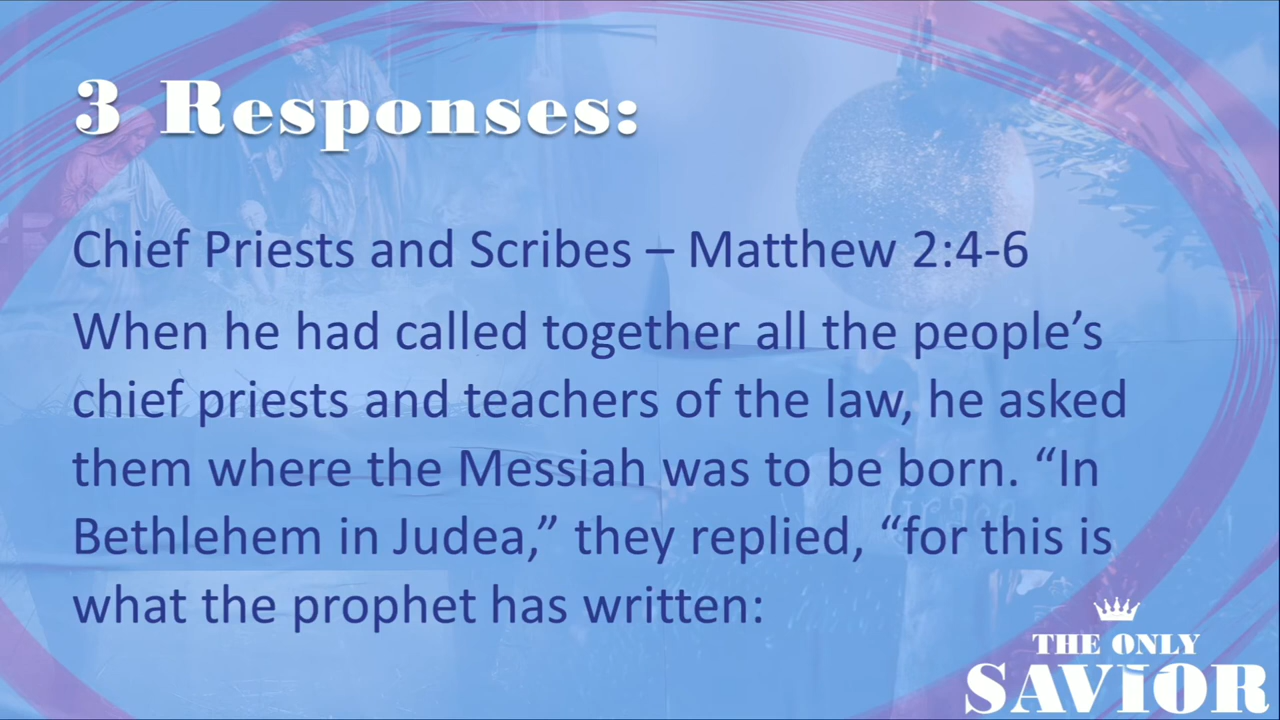 3 Responses:
Chief Priests and Scribes – Matthew 2:4-6
When he had called together all the people’s
chief priests and teachers of the law, he asked
them where the Messiah was to be born. “In
Bethlehem in Judea,” they replied, “for this is
what the prophet has written:
THE ONLY
SAVIOR